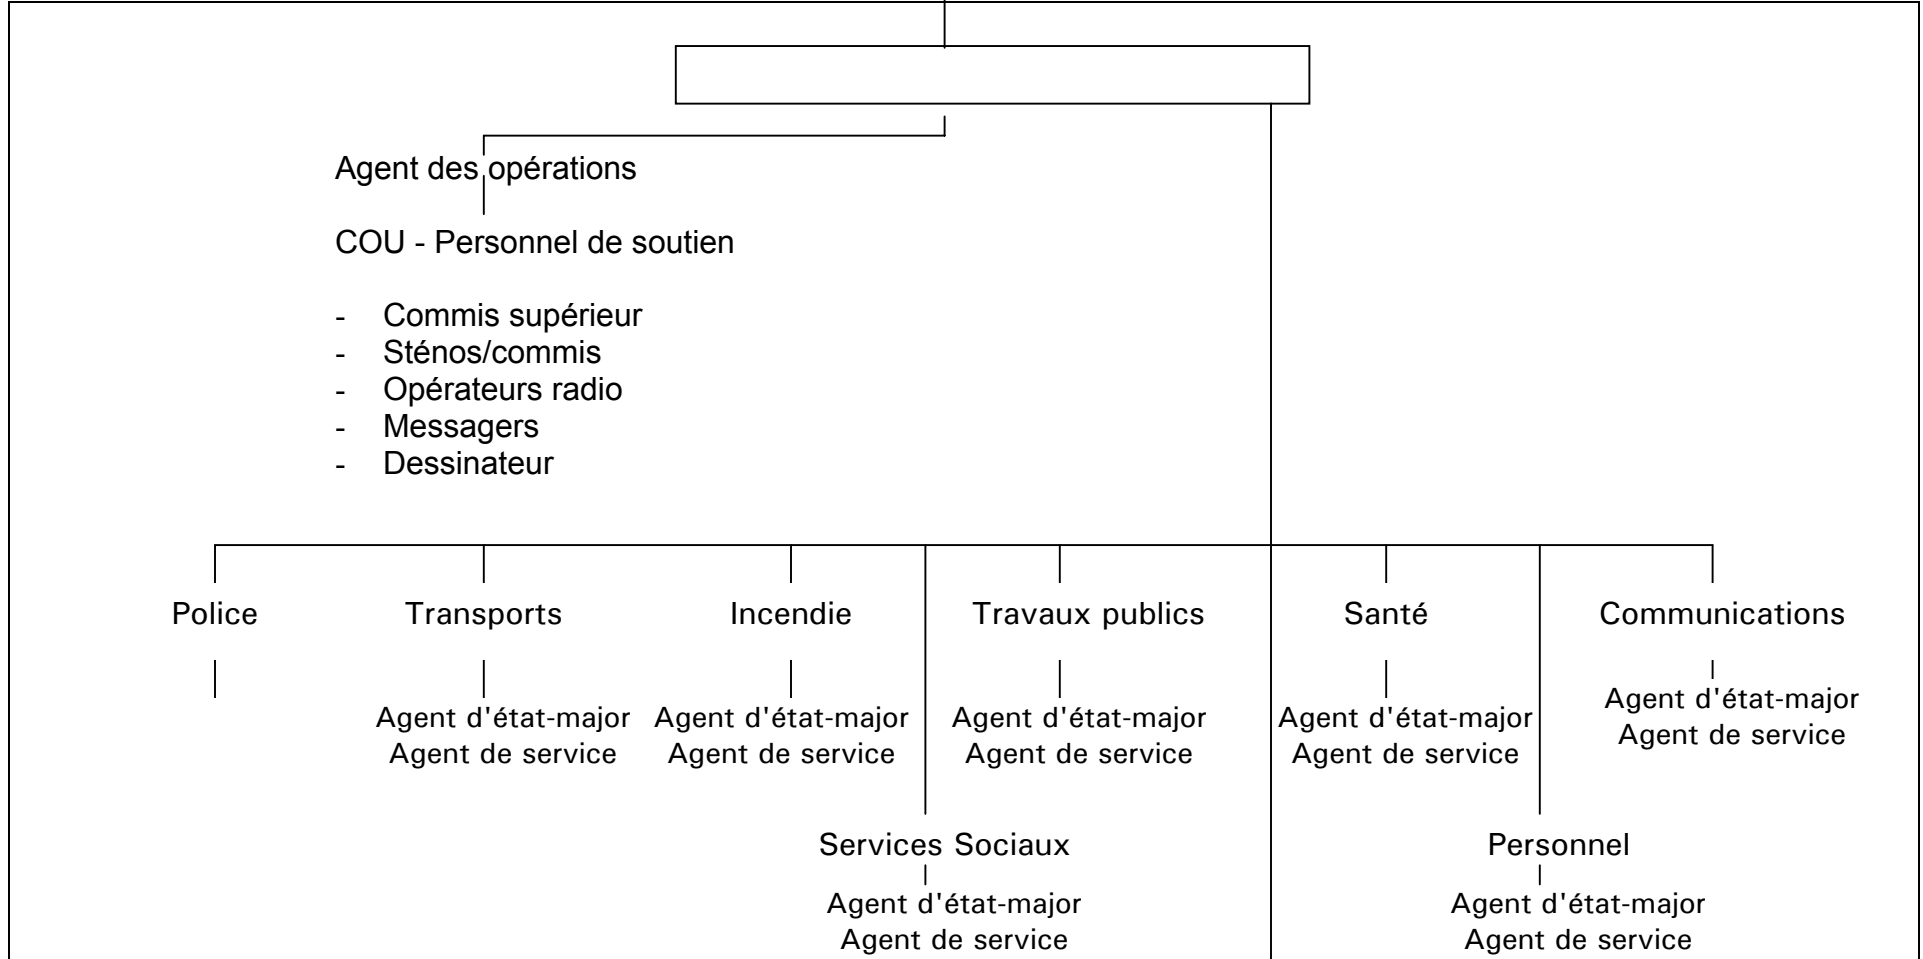 Agent des opérations
COU - Personnel de soutien
- Commis supérieur
- Sténos/commis
- Opérateurs radio
- Messagers
- Dessinateur
Police
Transports
Incendie
Travaux publics
Santé
Communications
Agent d'état-major
Agent de service
Agent d'état-major
Agent de service
Agent d'état-major
Agent de service
Agent d'état-major
Agent de service
Agent d'état-major
Agent de service
Services Sociaux
Agent d'état-major
Agent de service
Personnel
Agent d'état-major
Agent de service